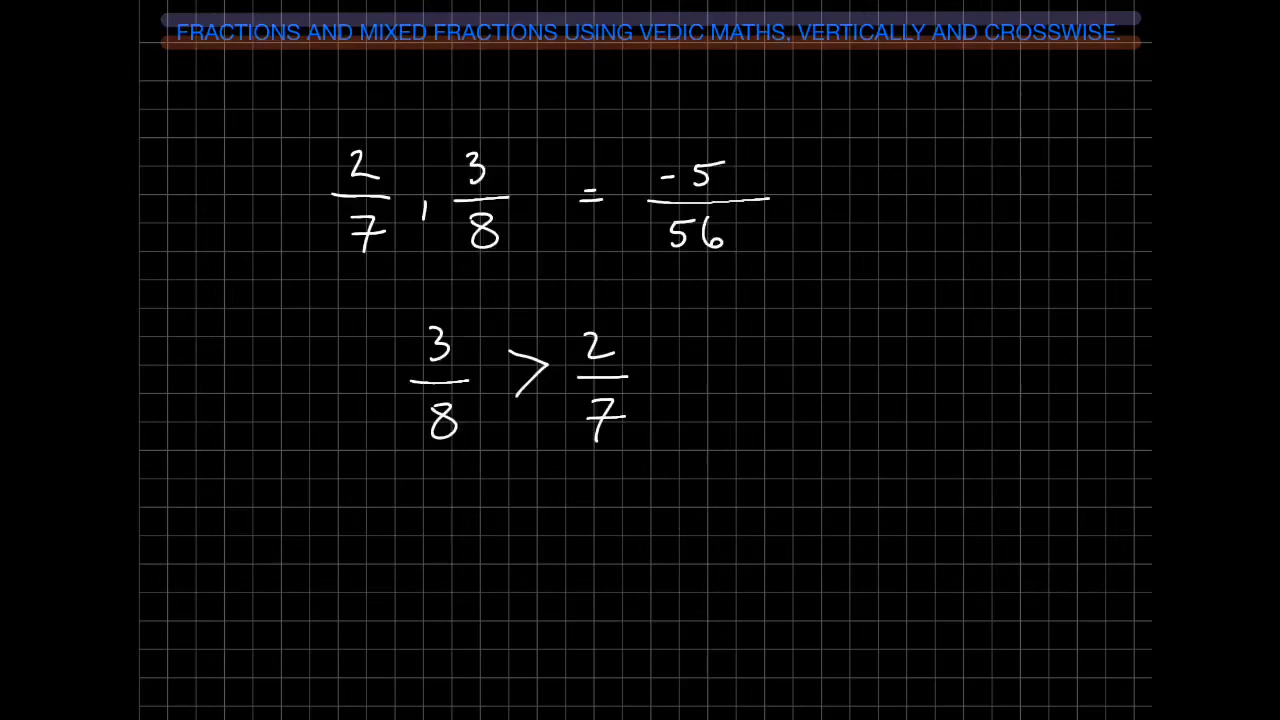 FRACTIONS AND MIXED FRACTIONS USING VEDIC MATHS, VERTICALLY AND CROSSWISE.
2/7 , 3/8 = -5/56
3/8 > 2/7